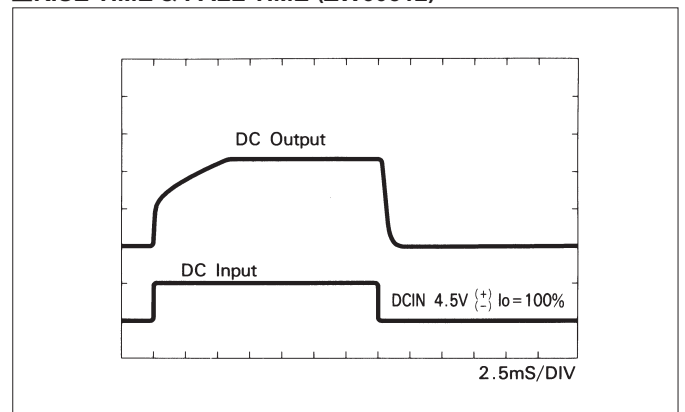 DC Output
DC Input
DCIN 4.5V (+) (−) Io=100%
2.5mS/DIV